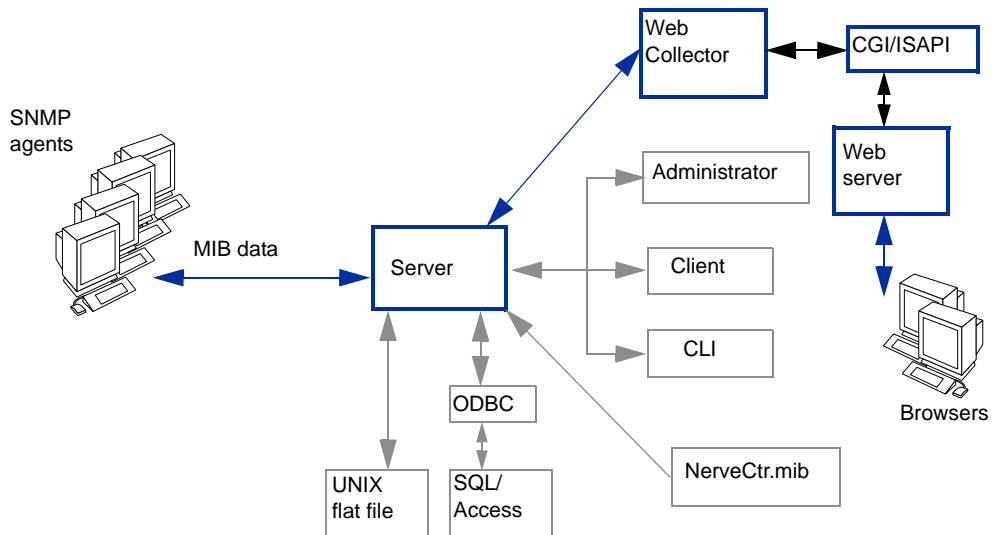 Web
Collector
CGI/ISAPI
SNMP
agents
Web
server
Administrator
MIB data
Server
Client
CLI
ODBC
Browsers
UNIX
flat file
SQL/
Access
NerveCtr.mib